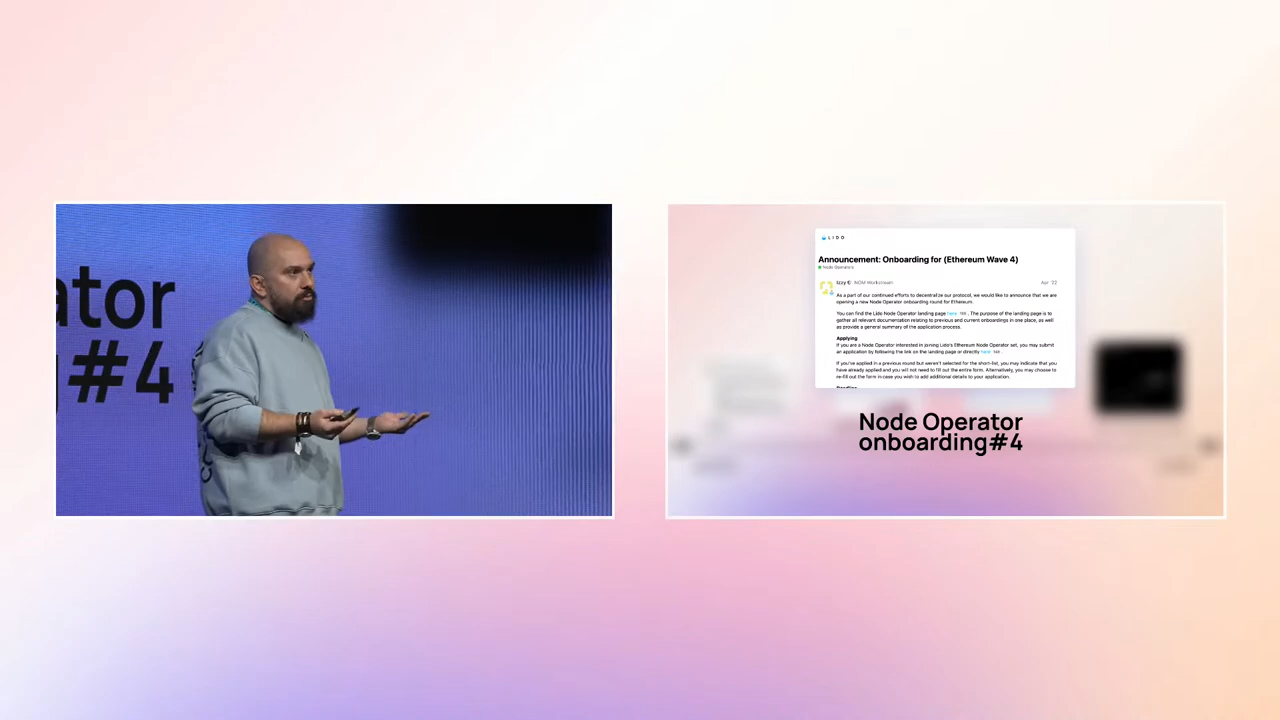 ator
#4
LIDO
Announcement: Onboarding for (Ethereum Wave 4)
Node Operators
Izzy NOM Workstream Apr '22
As a part of our continued efforts to decentralize our protocol, we would like to announce that we are
opening a new Node Operator onboarding round for Ethereum.
You can find the Lido Node Operator landing page here 166 . The purpose of the landing page is to
gather all relevant documentation relating to previous and current onboardings in one place, as well
as provide a general summary of the application process.
Applying
If you are a Node Operator interested in joining Lido's Ethereum Node Operator set, you may submit
an application by following the link on the landing page or directly here 148 .
If you've applied in a previous round but weren't selected for the short-list, you may indicate that you
have already applied and you will not need to fill out the entire form. Alternatively, you may choose to
re-fill out the form in case you wish to add additional details to your application.
Node Operator
onboarding#4